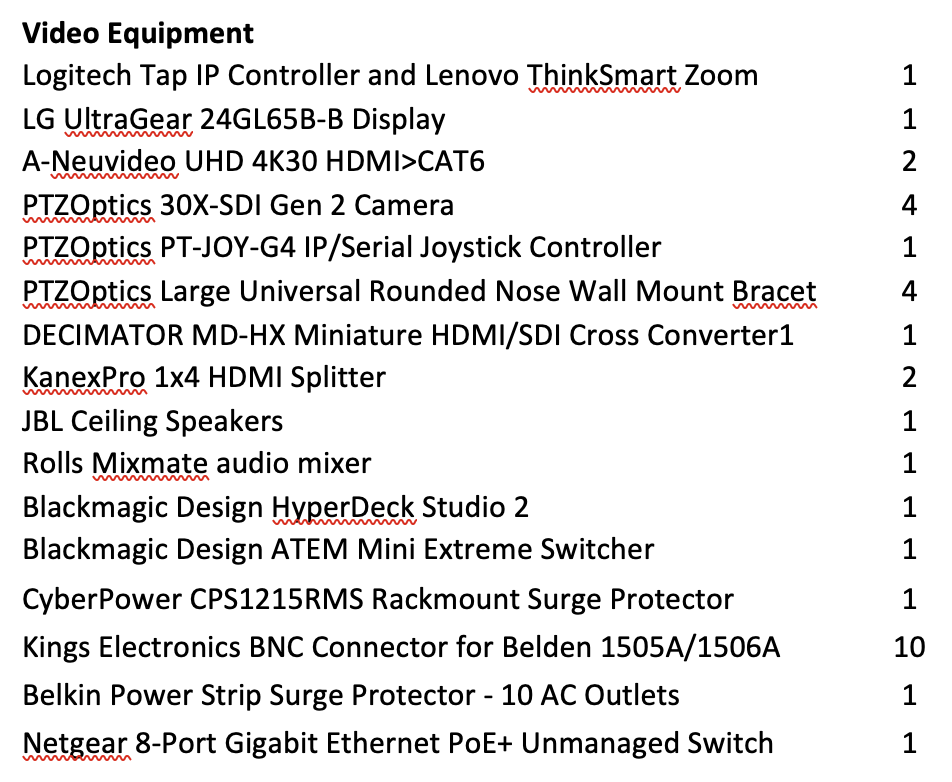 Video Equipment
Logitech Tap IP Controller and Lenovo ThinkSmart Zoom 1
LG UltraGear 24GL65B-B Display 1
A-Neuvideo UHD 4K30 HDMI>CAT6 2
PTZOptics 30X-SDI Gen 2 Camera 4
PTZOptics PT-JOY-G4 IP/Serial Joystick Controller 1
PTZOptics Large Universal Rounded Nose Wall Mount Bracet 4
DECIMATOR MD-HX Miniature HDMI/SDI Cross Converter1 1
KanexPro 1x4 HDMI Splitter 2
JBL Ceiling Speakers 1
Rolls Mixmate audio mixer 1
Blackmagic Design HyperDeck Studio 2 1
Blackmagic Design ATEM Mini Extreme Switcher 1
CyberPower CPS1215RMS Rackmount Surge Protector 1
Kings Electronics BNC Connector for Belden 1505A/1506A 10
Belkin Power Strip Surge Protector - 10 AC Outlets 1
Netgear 8-Port Gigabit Ethernet PoE+ Unmanaged Switch 1